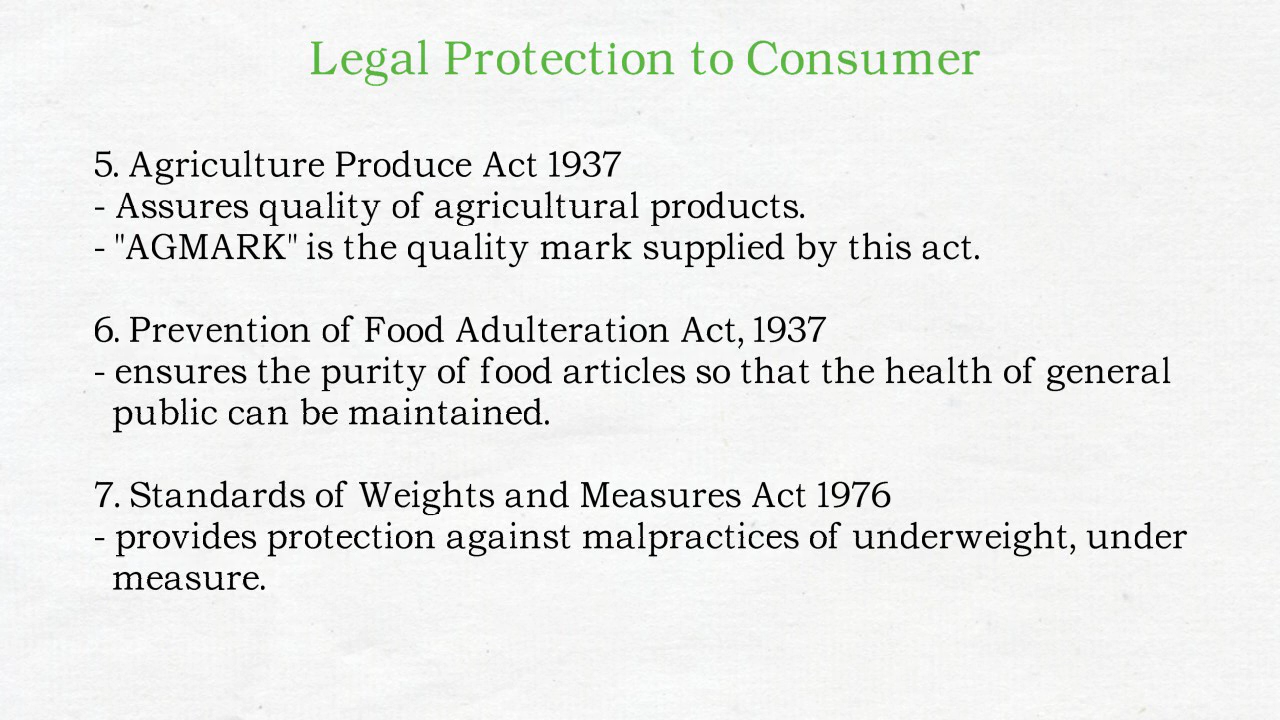 Legal Protection to Consumer
5. Agriculture Produce Act 1937
- Assures quality of agricultural products.
- "AGMARK" is the quality mark supplied by this act.
6. Prevention of Food Adulteration Act, 1937
- ensures the purity of food articles so that the health of general
public can be maintained.
7. Standards of Weights and Measures Act 1976
- provides protection against malpractices of underweight, under
measure.